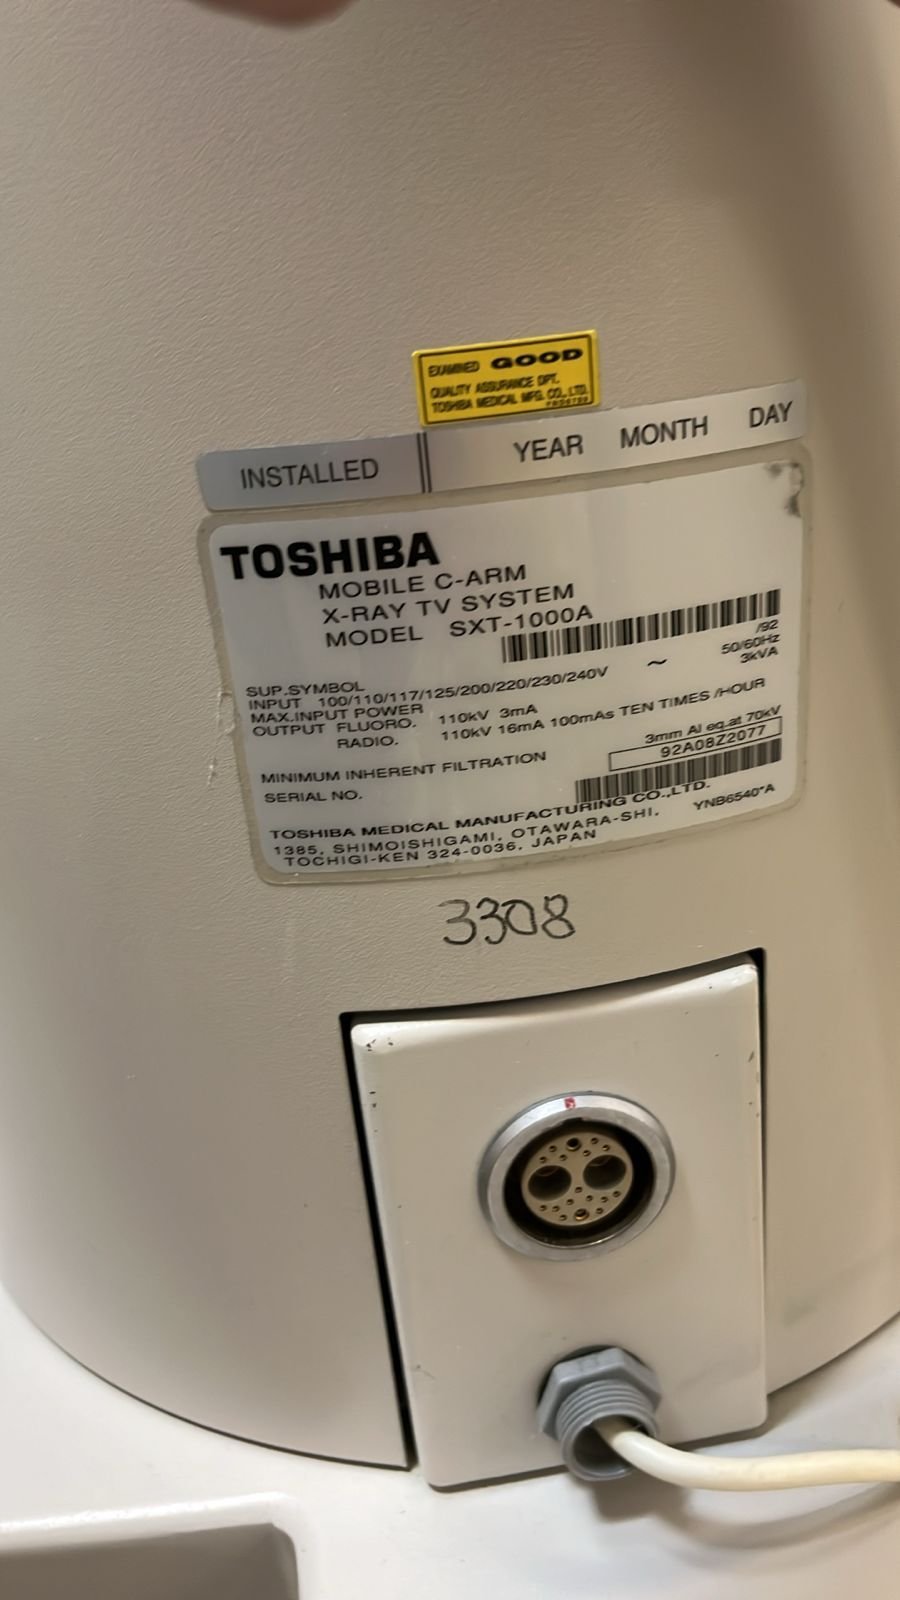 EXAMINED GOOD
QUALITY ASSURANCE DPT.
TOSHIBA MEDICAL MFG. CO., LTD.
INSTALLED YEAR MONTH DAY
TOSHIBA
MOBILE C-ARM
X-RAY TV SYSTEM
MODEL SXT-1000A
SUP.SYMBOL /92
INPUT 100/110/117/125/200/220/230/240V ~ 50/60Hz
MAX.INPUT POWER 3kVA
OUTPUT FLUORO. 110kV 3mA
RADIO. 110kV 16mA 100mAs TEN TIMES /HOUR
MINIMUM INHERENT FILTRATION 3mm Al eq.at 70kV
SERIAL NO. 92A08Z2077
TOSHIBA MEDICAL MANUFACTURING CO.,LTD.
1385, SHIMOISHIGAMI, OTAWARA-SHI,
TOCHIGI-KEN 324-0036, JAPAN YNB6540*A
3308